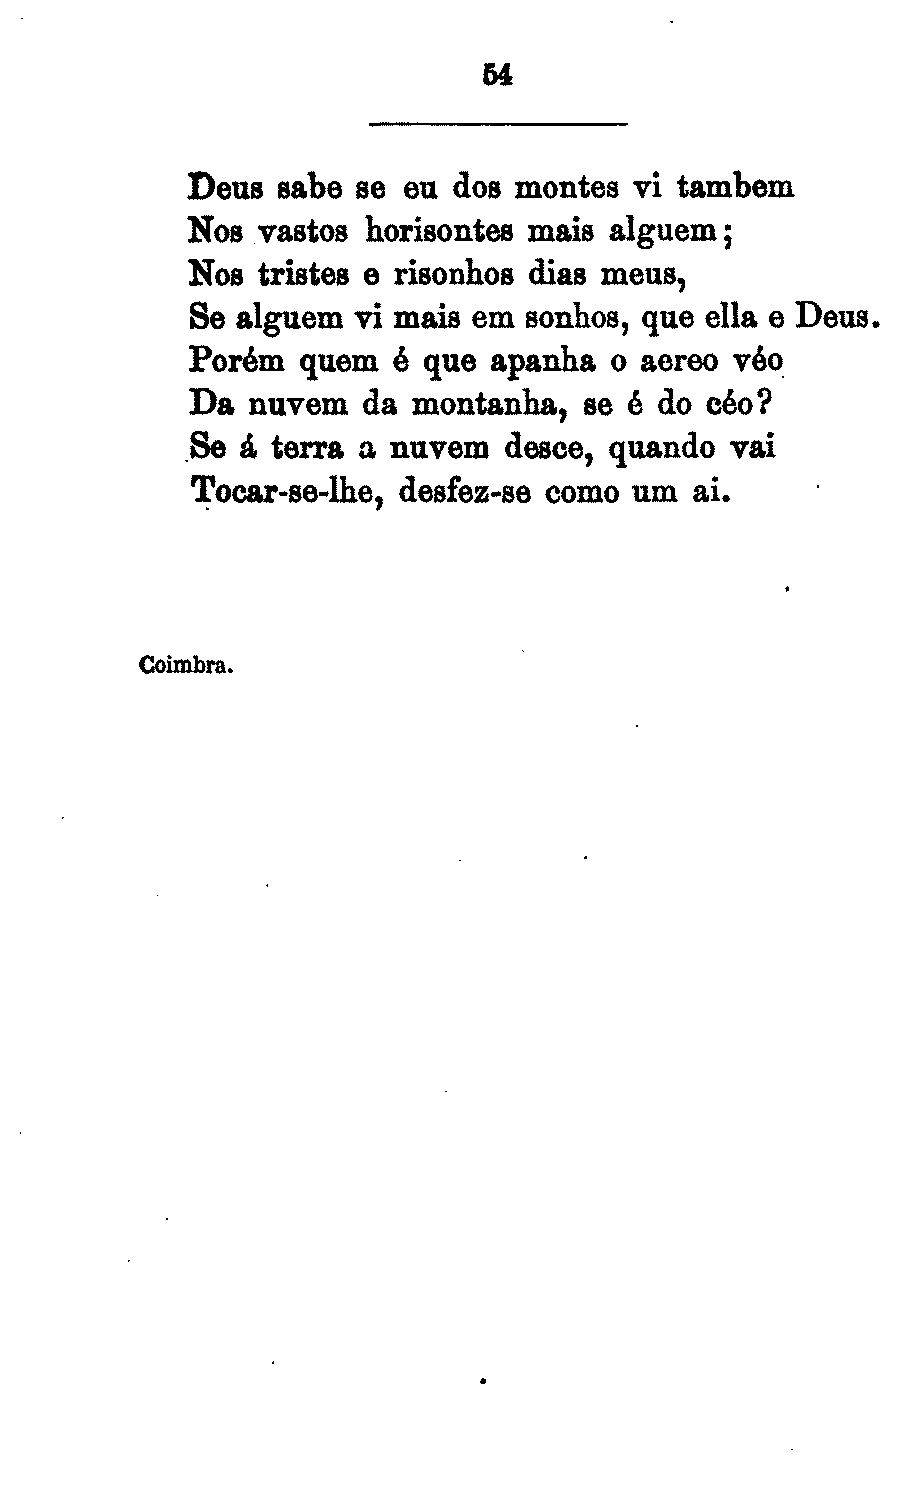 54
Deus sabe se eu dos montes vi tambem
Nos vastos horisontes mais alguem;
Nos tristes e risonhos dias meus,
Se alguem vi mais em sonhos, que ella e Deus.
Porém quem é que apanha o aereo véo
Da nuvem da montanha, se é do céo?
Se á terra a nuvem desce, quando vai
Tocar-se-lhe, desfez-se como um ai.
Coimbra.